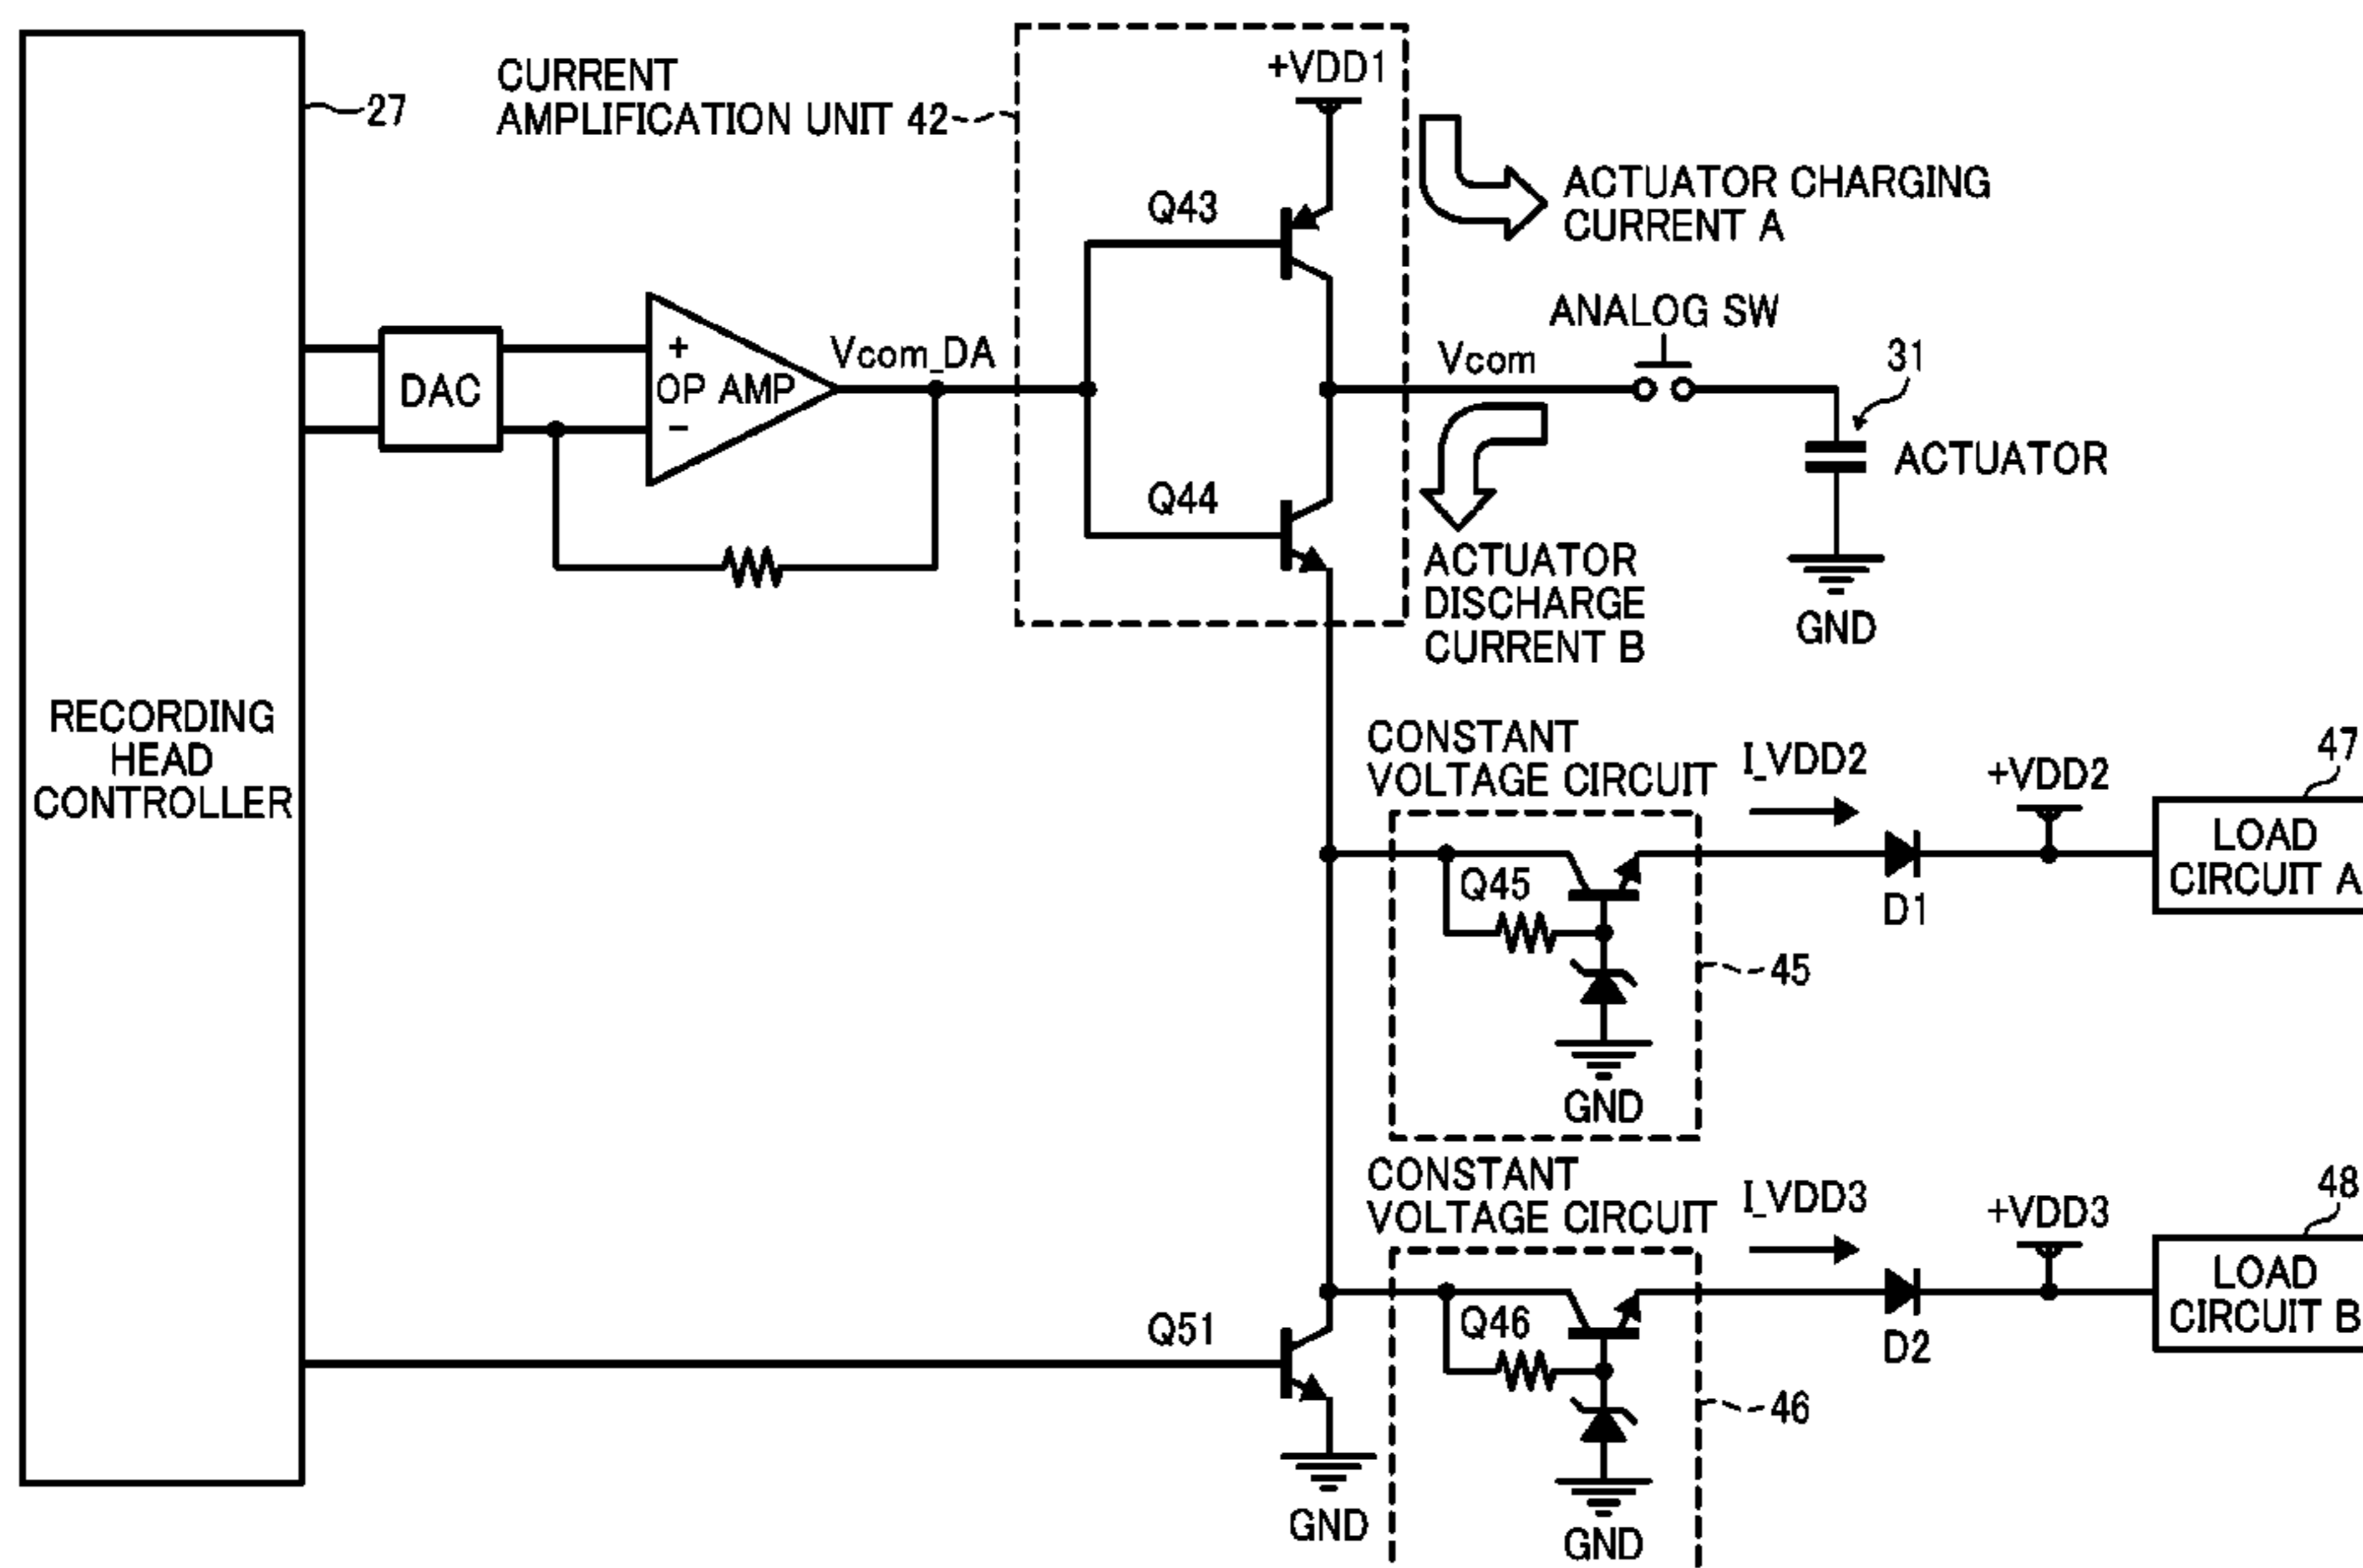 27
CURRENT
AMPLIFICATION UNIT 42
+VDD1
ACTUATOR CHARGING
CURRENT A
Q43
ANALOG SW
Vcom_DA
Vcom
31
DAC
+
OP AMP
-
ACTUATOR
Q44
ACTUATOR
DISCHARGE
CURRENT B
GND
RECORDING
HEAD
CONTROLLER
CONSTANT
VOLTAGE CIRCUIT
I_VDD2
+VDD2
47
LOAD
CIRCUIT A
Q45
D1
45
GND
CONSTANT
VOLTAGE CIRCUIT
I_VDD3
+VDD3
48
LOAD
CIRCUIT B
Q51
Q46
D2
46
GND
GND